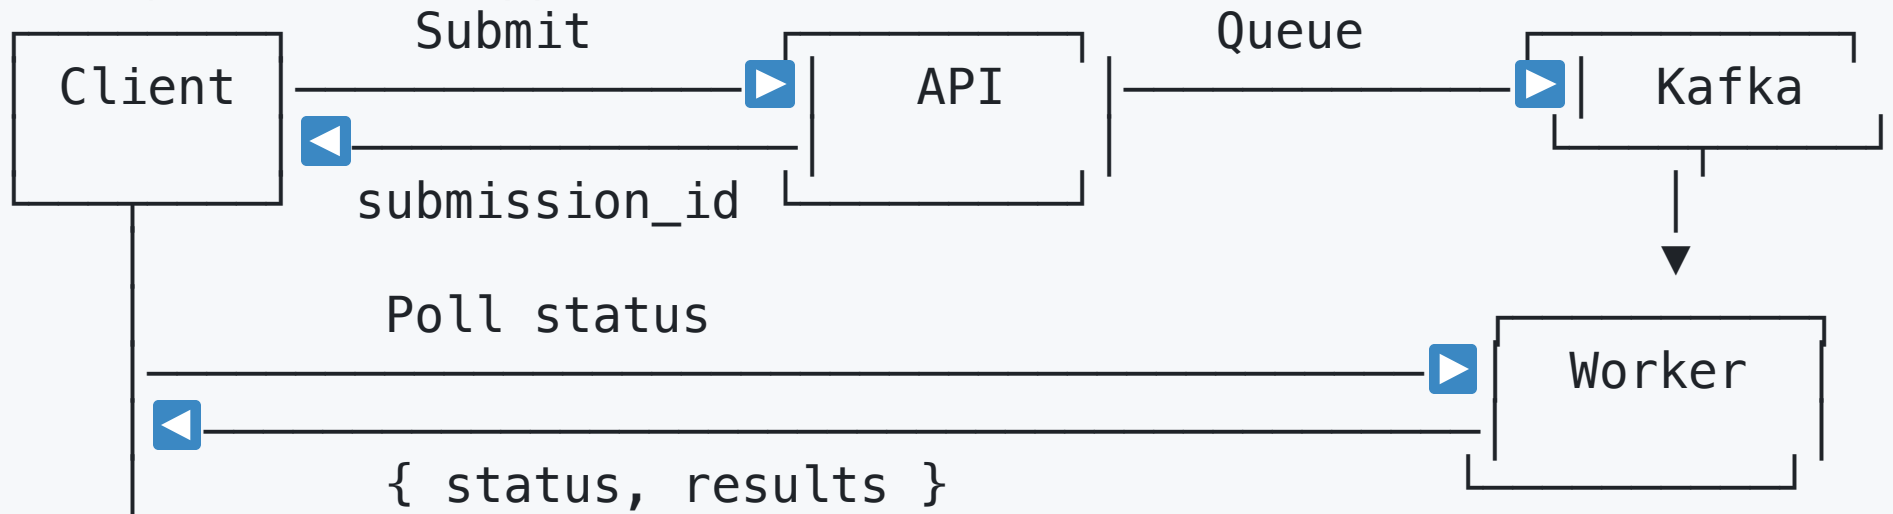 Submit
Queue
Client
API
Kafka
submission_id
Poll status
Worker
{ status, results }